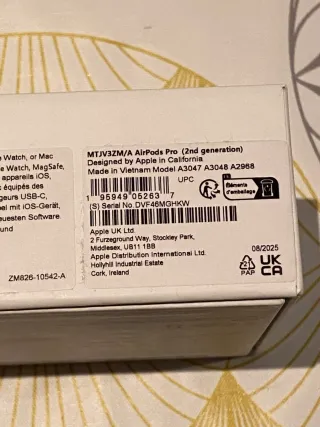 e Watch, or Mac
e Watch, MagSafe,
appareils iOS,
équipés des
geurs USB-C,
bel mit iOS-Gerät,
euesten Software
ZM826-10542-A
MTJV3ZM/A AirPods Pro (2nd generation)
Designed by Apple in California
Made in Vietnam Model A3047 A3048 A2968
UPC
1 95949 05263 7
Éléments d'emballage
(S) Serial No. DVF46MGHKW
Apple UK Ltd.
2 Furzeground Way, Stockley Park,
Middlesex, UB11 1BB
Apple Distribution International Ltd.
Hollyhill Industrial Estate
Cork, Ireland
08/2025
21
PAP
UK
CA